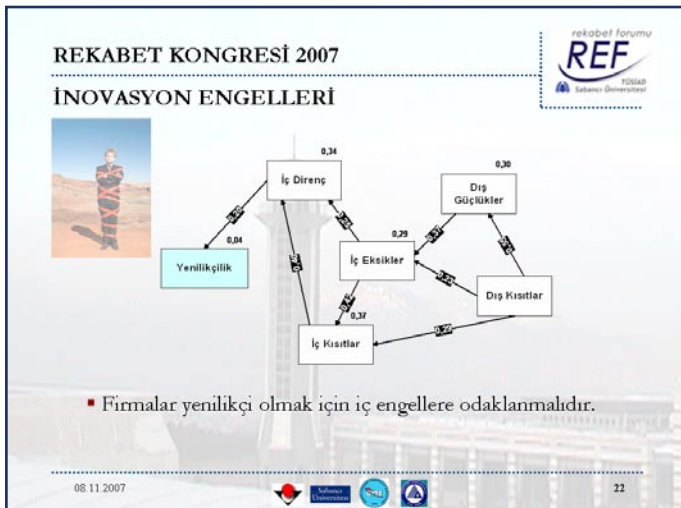 REKABET KONGRESİ 2007
rekabet forumu
REF
TÜSİAD
Sabancı Üniversitesi
İNOVASYON ENGELLERİ
0,34
İç Direnç
0,30
Dış
Güçlükler
0,04
Yenilikçilik
0,29
İç Eksikler
Dış Kısıtlar
0,37
İç Kısıtlar
▪ Firmalar yenilikçi olmak için iç engellere odaklanmalıdır.
08.11.2007
Sabancı
Üniversitesi
22